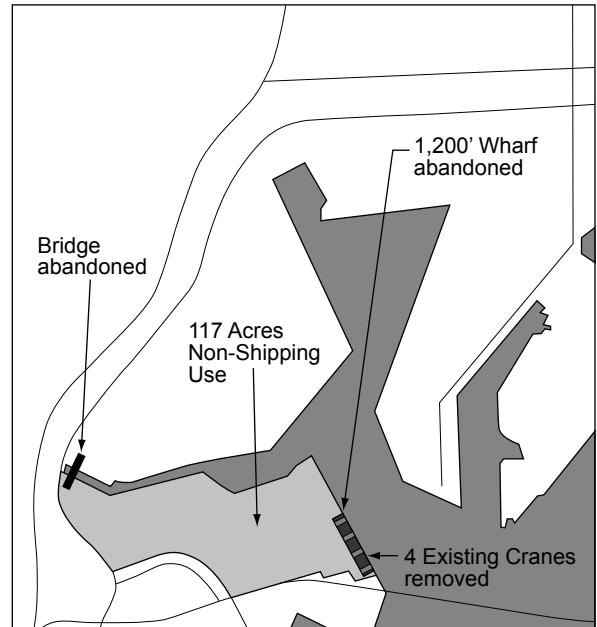 1,200' Wharf
abandoned
Bridge
abandoned
117 Acres
Non-Shipping
Use
4 Existing Cranes
removed